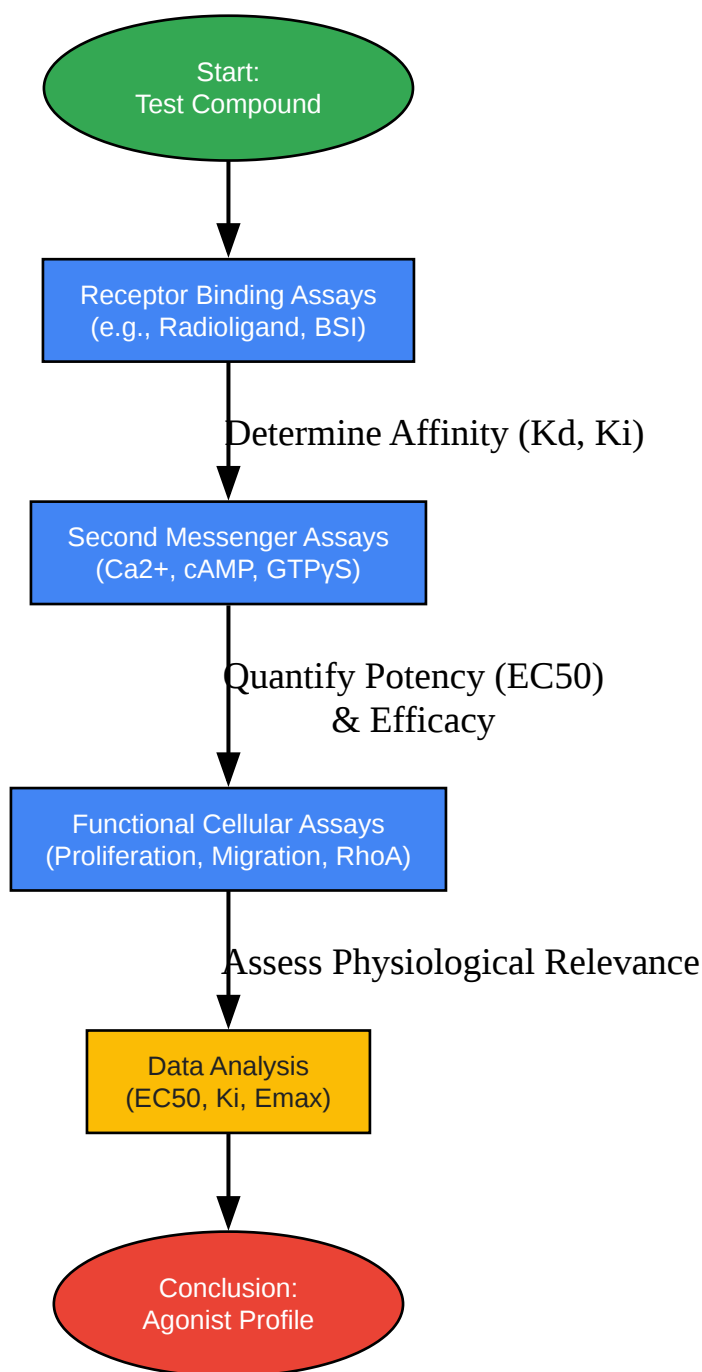 Start:
Test Compound
Receptor Binding Assays
(e.g., Radioligand, BSI)
Determine Affinity (Kd, Ki)
Second Messenger Assays
(Ca2+, cAMP, GTPγS)
Quantify Potency (EC50)
& Efficacy
Functional Cellular Assays
(Proliferation, Migration, RhoA)
Assess Physiological Relevance
Data Analysis
(EC50, Ki, Emax)
Conclusion:
Agonist Profile